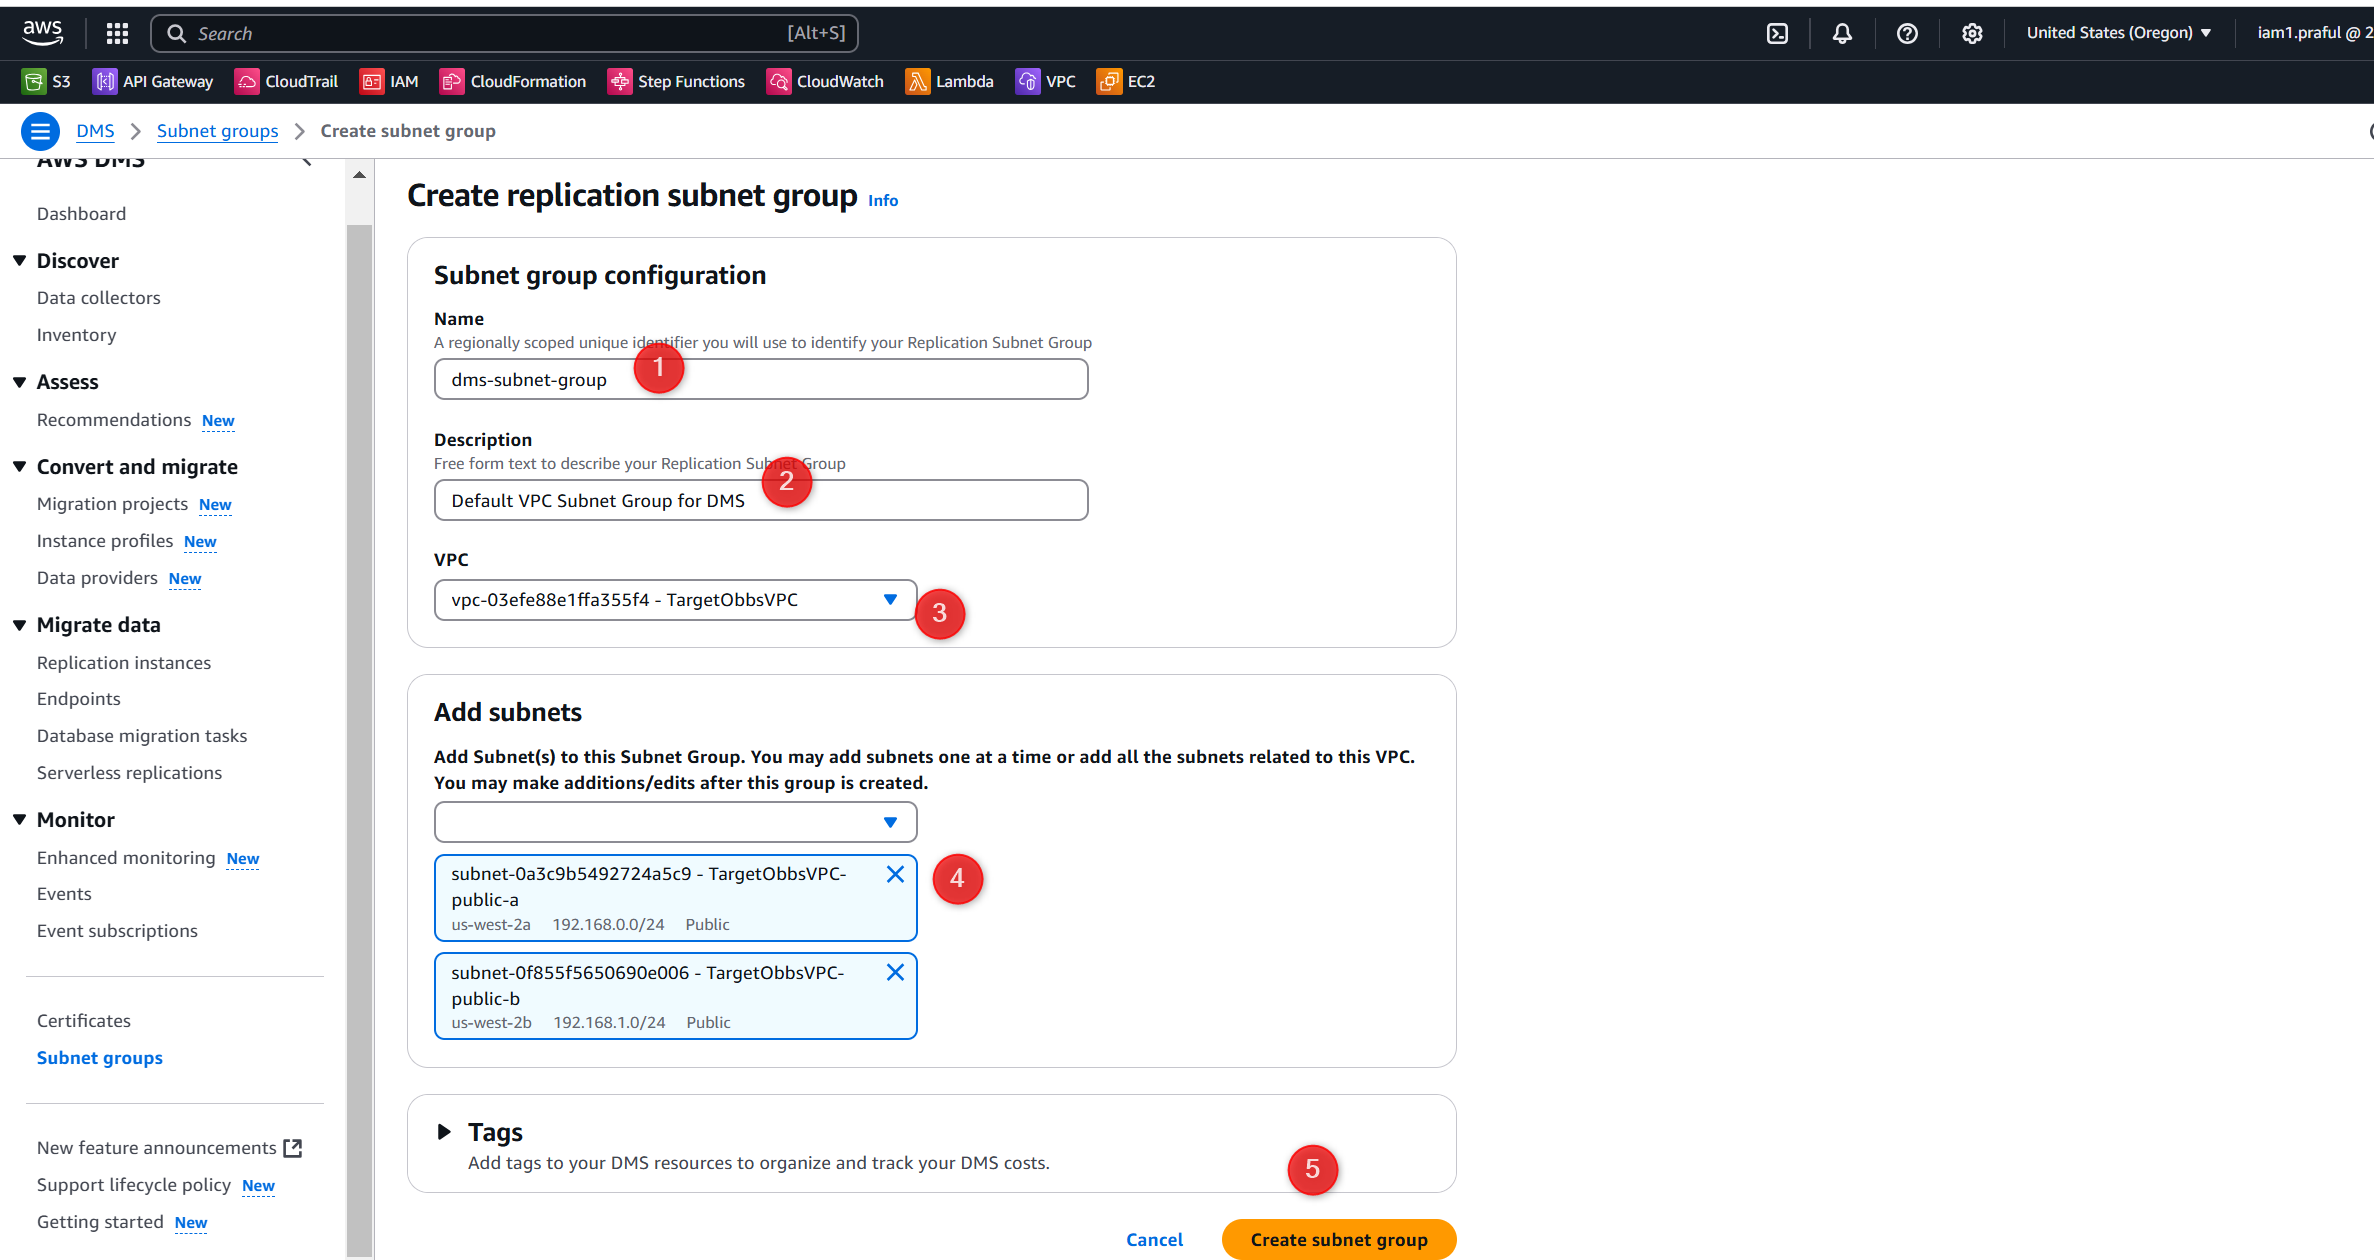 aws
Search [Alt+S]
United States (Oregon) ▼
iam1.praful @ 2
S3 API Gateway CloudTrail IAM CloudFormation Step Functions CloudWatch Lambda VPC EC2
DMS > Subnet groups > Create subnet group
AWS DMS
Dashboard
Discover
Data collectors
Inventory
Assess
Recommendations New
Convert and migrate
Migration projects New
Instance profiles New
Data providers New
Migrate data
Replication instances
Endpoints
Database migration tasks
Serverless replications
Monitor
Enhanced monitoring New
Events
Event subscriptions
Certificates
Subnet groups
New feature announcements
Support lifecycle policy New
Getting started New
Create replication subnet group Info
Subnet group configuration
Name
A regionally scoped unique identifier you will use to identify your Replication Subnet Group
1
dms-subnet-group
Description
Free form text to describe your Replication Subnet Group
2
Default VPC Subnet Group for DMS
VPC
vpc-03efe88e1ffa355f4 - TargetObbsVPC
3
Add subnets
Add Subnet(s) to this Subnet Group. You may add subnets one at a time or add all the subnets related to this VPC.
You may make additions/edits after this group is created.
subnet-0a3c9b5492724a5c9 - TargetObbsVPC-
public-a
us-west-2a 192.168.0.0/24 Public
4
subnet-0f855f5650690e006 - TargetObbsVPC-
public-b
us-west-2b 192.168.1.0/24 Public
Tags
Add tags to your DMS resources to organize and track your DMS costs.
5
Cancel
Create subnet group